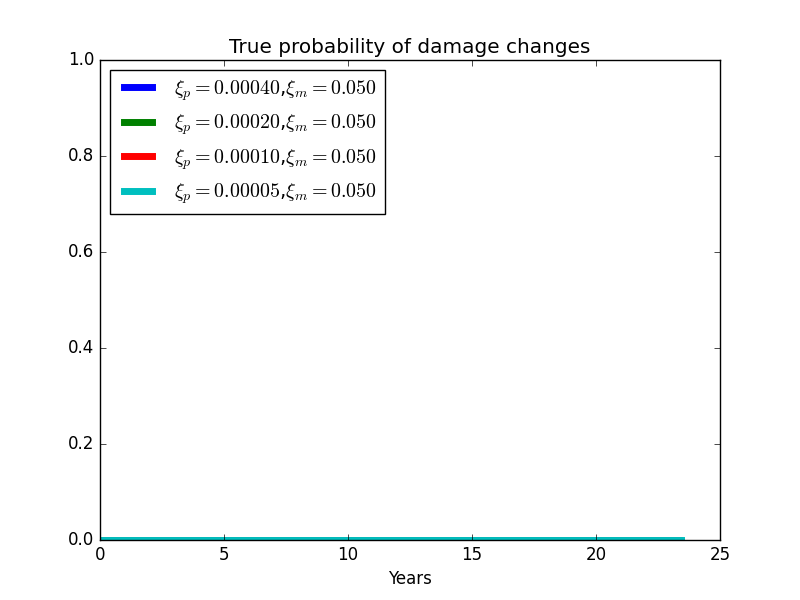 True probability of damage changes
1.0
0.8
0.6
0.4
0.2
0.0
ξₚ = 0.00040,ξₘ = 0.050
ξₚ = 0.00020,ξₘ = 0.050
ξₚ = 0.00010,ξₘ = 0.050
ξₚ = 0.00005,ξₘ = 0.050
0 5 10 15 20 25
Years